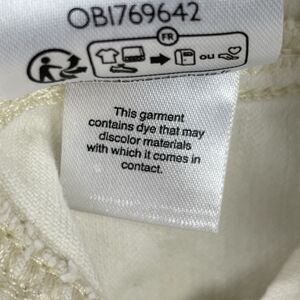 OBI769642
FR
OU
This garment
contains dye that may
discolor materials
with which it comes in
contact.